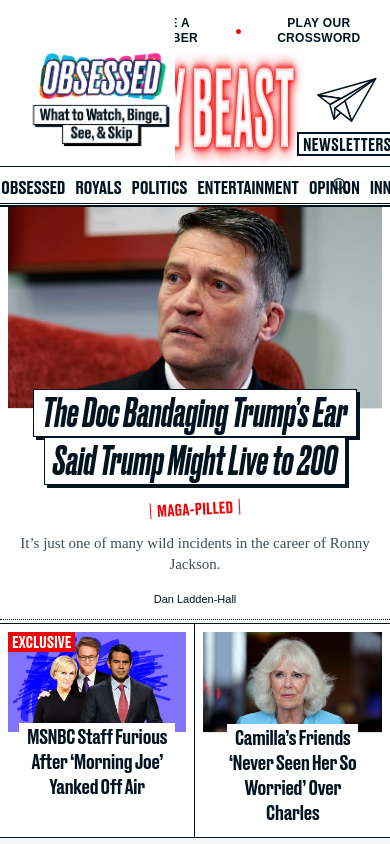 PLAY OUR
CROSSWORD
OBSESSED
What to Watch, Binge,
See, & Skip
BEAST
NEWSLETTERS
OBSESSED ROYALS POLITICS ENTERTAINMENT OPINION INN
The Doc Bandaging Trump’s Ear
Said Trump Might Live to 200
MAGA-PILLED
It’s just one of many wild incidents in the career of Ronny
Jackson.
Dan Ladden-Hall
EXCLUSIVE
MSNBC Staff Furious
After ‘Morning Joe’
Yanked Off Air
Camilla’s Friends
‘Never Seen Her So
Worried’ Over
Charles